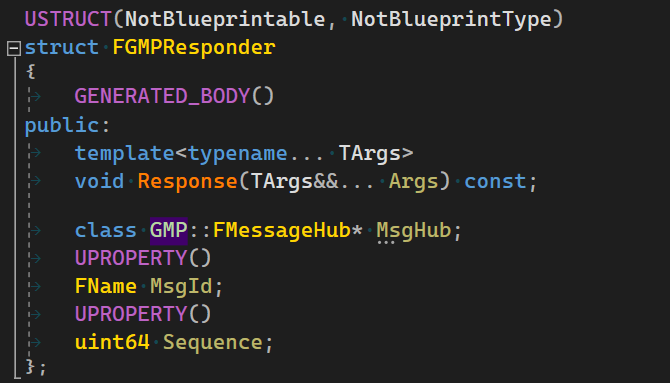 USTRUCT(NotBlueprintable, NotBlueprintType)
struct FGMPResponder
{
GENERATED_BODY()
public:
template<typename... TArgs>
void Response(TArgs&&... Args) const;
class GMP::FMessageHub* MsgHub;
UPROPERTY()
FName MsgId;
UPROPERTY()
uint64 Sequence;
};